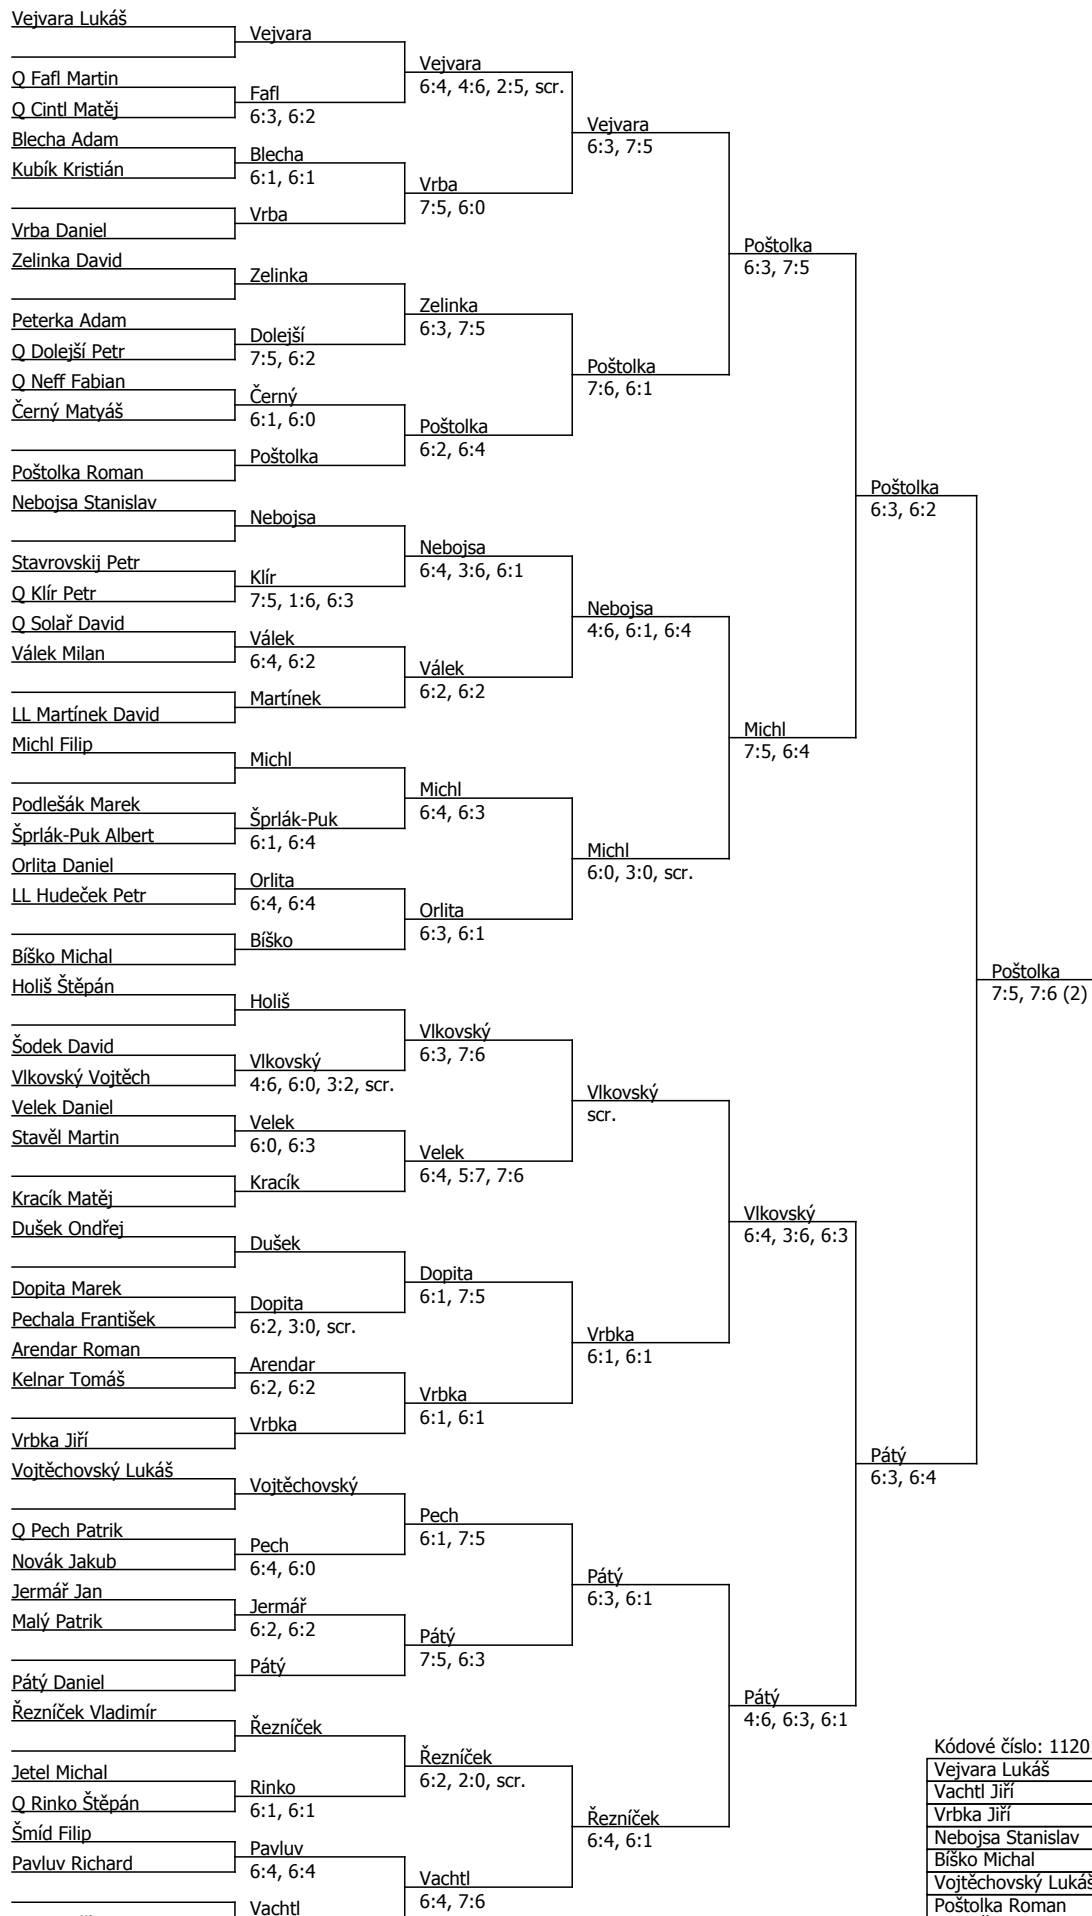 Vejvara Lukáš
Q Fafl Martin
Q Cintl Matěj
Blecha Adam
Kubík Kristián
Vrba Daniel
Zelinka David
Peterka Adam
Q Dolejší Petr
Q Neff Fabian
Černý Matyáš
Poštolka Roman
Nebojsa Stanislav
Stavrovskij Petr
Q Klír Petr
Q Solař David
Válek Milan
LL Martínek David
Michl Filip
Podlešák Marek
Šprlák-Puk Albert
Orlita Daniel
LL Hudeček Petr
Bíško Michal
Holiš Štěpán
Šodek David
Vlkovský Vojtěch
Velek Daniel
Stavěl Martin
Kracík Matěj
Dušek Ondřej
Dopita Marek
Pechala František
Arendar Roman
Kelnar Tomáš
Vrbka Jiří
Vojtěchovský Lukáš
Q Pech Patrik
Novák Jakub
Jermář Jan
Malý Patrik
Pátý Daniel
Řezníček Vladimír
Jetel Michal
Q Rinko Štěpán
Šmíd Filip
Pavluv Richard
Vejvara
Fafl
6:3, 6:2
Blecha
6:1, 6:1
Vrba
Zelinka
Dolejší
7:5, 6:2
Černý
6:1, 6:0
Poštolka
Nebojsa
Klír
7:5, 1:6, 6:3
Válek
6:4, 6:2
Martínek
Michl
Šprlák-Puk
6:1, 6:4
Orlita
6:4, 6:4
Bíško
Holiš
Vlkovský
4:6, 6:0, 3:2, scr.
Velek
6:0, 6:3
Kracík
Dušek
Dopita
6:2, 3:0, scr.
Arendar
6:2, 6:2
Vrbka
Vojtěchovský
Pech
6:4, 6:0
Jermář
6:2, 6:2
Pátý
Řezníček
Rinko
6:1, 6:1
Pavluv
6:4, 6:4
Vachtl
Vejvara
6:4, 4:6, 2:5, scr.
Vrba
7:5, 6:0
Zelinka
6:3, 7:5
Poštolka
6:2, 6:4
Nebojsa
6:4, 3:6, 6:1
Válek
6:2, 6:2
Michl
6:4, 6:3
Orlita
6:3, 6:1
Vlkovský
6:3, 7:6
Velek
6:4, 5:7, 7:6
Dopita
6:1, 7:5
Vrbka
6:1, 6:1
Pech
6:1, 7:5
Pátý
7:5, 6:3
Řezníček
6:2, 2:0, scr.
Vachtl
6:4, 7:6
Vejvara
6:3, 7:5
Poštolka
7:6, 6:1
Nebojsa
4:6, 6:1, 6:4
Michl
6:0, 3:0, scr.
Vlkovský
scr.
Vrbka
6:1, 6:1
Pátý
6:3, 6:1
Řezníček
6:4, 6:1
Poštolka
6:3, 7:5
Michl
7:5, 6:4
Vlkovský
6:4, 3:6, 6:3
Pátý
4:6, 6:3, 6:1
Poštolka
6:3, 6:2
Pátý
6:3, 6:4
Poštolka
7:5, 7:6 (2)
Kódové číslo: 1120
Vejvara Lukáš
Vachtl Jiří
Vrbka Jiří
Nebojsa Stanislav
Bíško Michal
Vojtěchovský Lukáš
Poštolka Roman